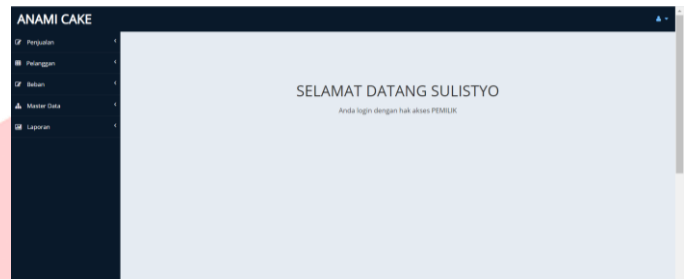 ANAMI CAKE
Penjualan
Pelanggan
Beban
Master Data
Laporan
SELAMAT DATANG SULISTYO
Anda login dengan hak akses PEMILIK